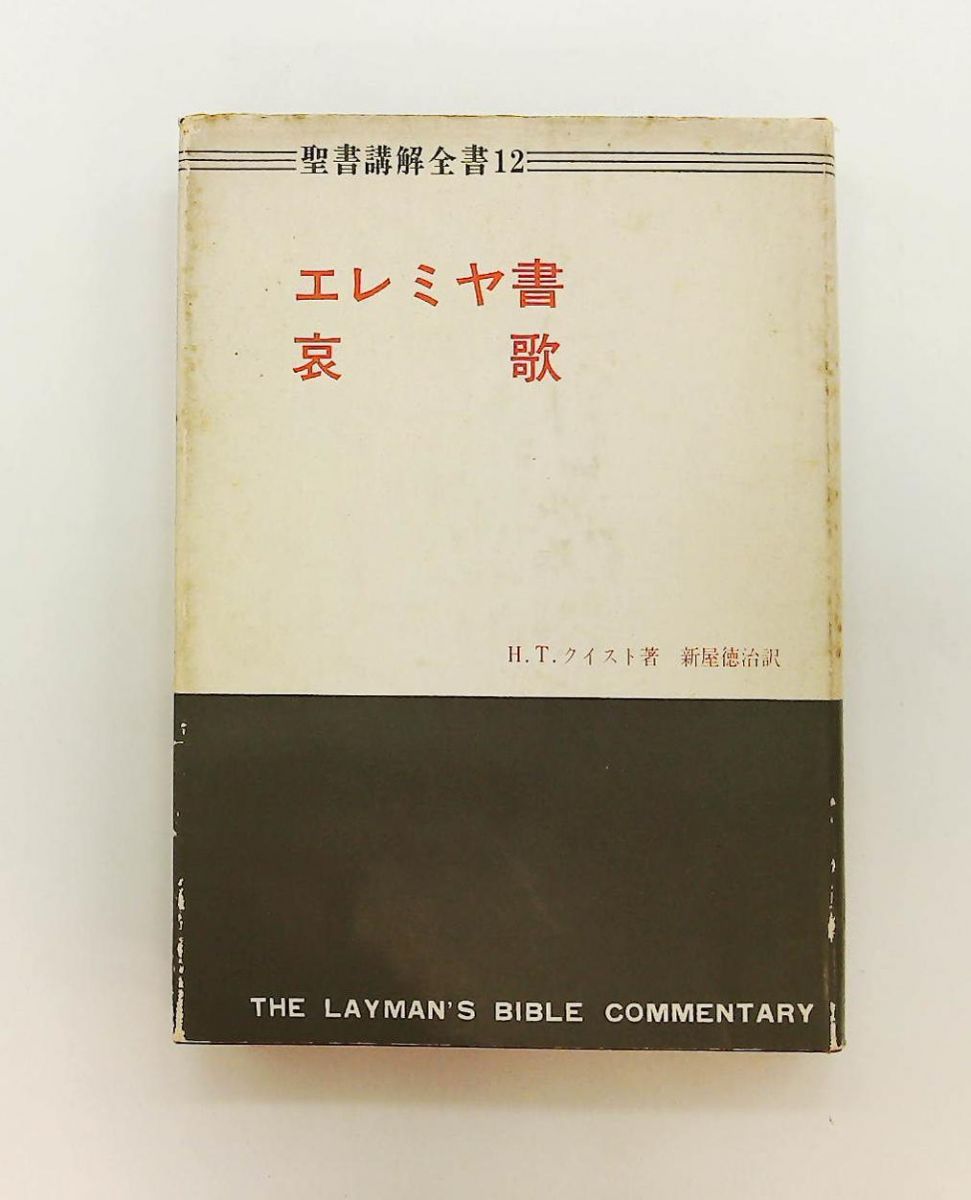 聖書講解全書12
エレミヤ書
哀歌
H.T.クイスト著 新屋徳治訳
THE LAYMAN'S BIBLE COMMENTARY